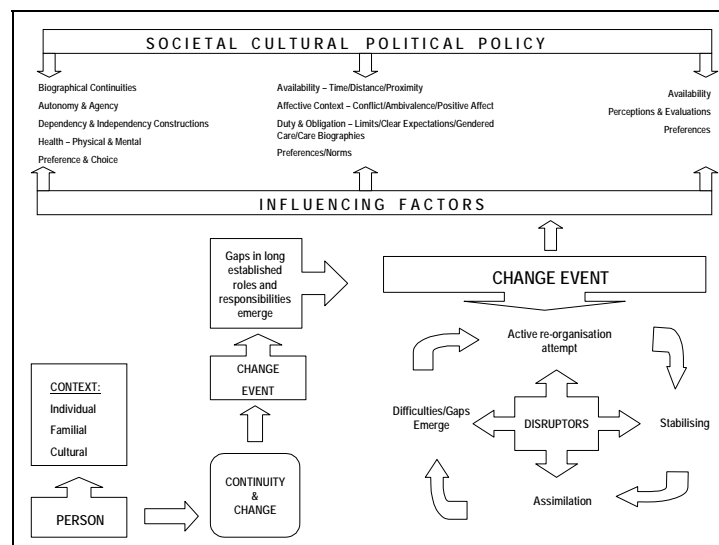 SOCIETAL CULTURAL POLITICAL POLICY
Biographical Continuities
Autonomy & Agency
Dependency & Independency Constructions
Health – Physical & Mental
Preference & Choice
Availability – Time/Distance/Proximity
Affective Context – Conflict/Ambivalence/Positive Affect
Duty & Obligation – Limits/Clear Expectations/Gendered
Care/Care Biographies
Preferences/Norms
Availability
Perceptions & Evaluations
Preferences
INFLUENCING FACTORS
Gaps in long
established
roles and
responsibilities
emerge
CHANGE EVENT
Active re-organisation
attempt
CHANGE
EVENT
CONTEXT:
Individual
Familial
Cultural
Difficulties/Gaps
Emerge
DISRUPTORS
Stabilising
CONTINUITY
&
CHANGE
Assimilation
PERSON